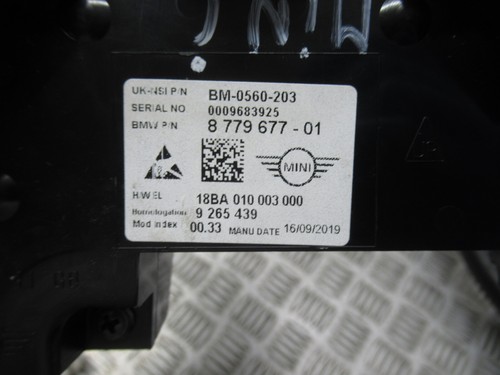 MINI
UK-NSI P/N BM-0560-203
SERIAL NO 0009683925
BMW P/N 8 779 677 - 01
MINI
H/W EL 18BA 010 003 000
Homologation 9 265 439
Mod Index 00.33 MANU DATE 16/09/2019